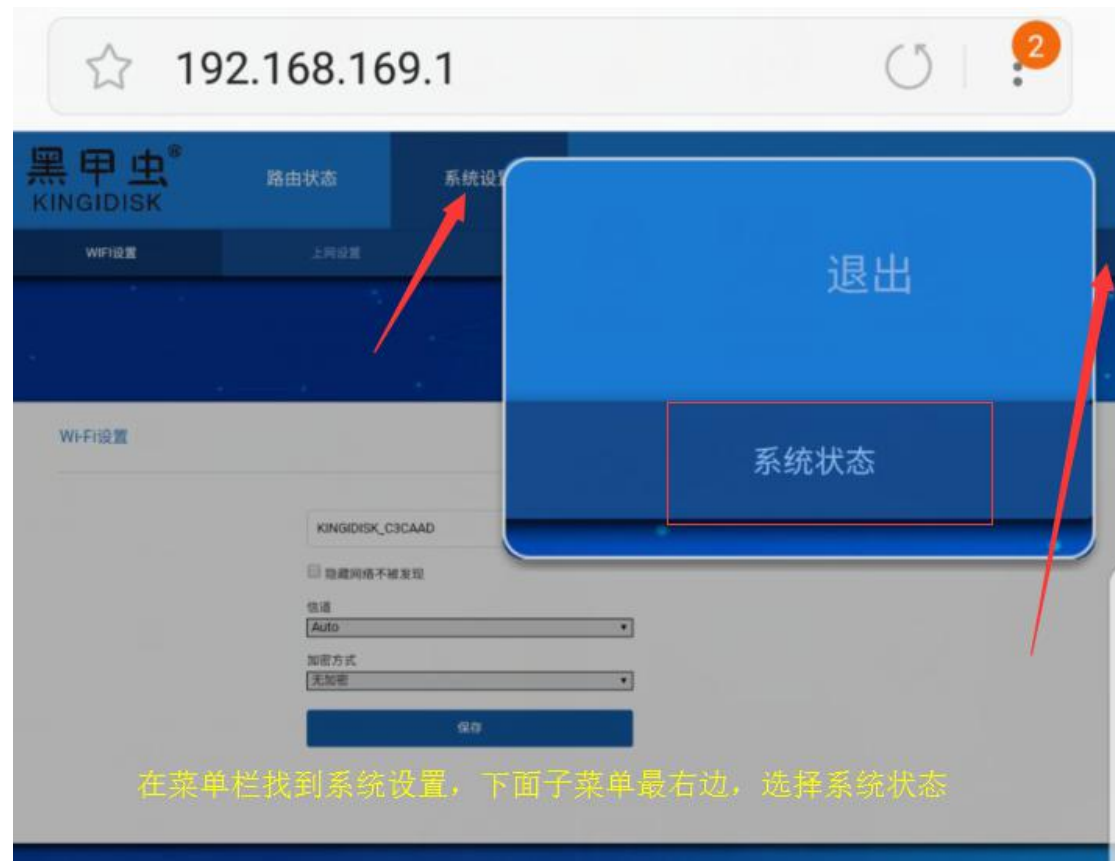 192.168.169.1
2
黑甲虫®
KINGIDISK
路由状态
系统设
退出
WIFI设置
上网设置
系统状态
Wi-Fi设置
KINGIDISK_C3CAAD
隐藏网络不被发现
信道
Auto
加密方式
无加密
保存
在菜单栏找到系统设置，下面子菜单最右边，选择系统状态